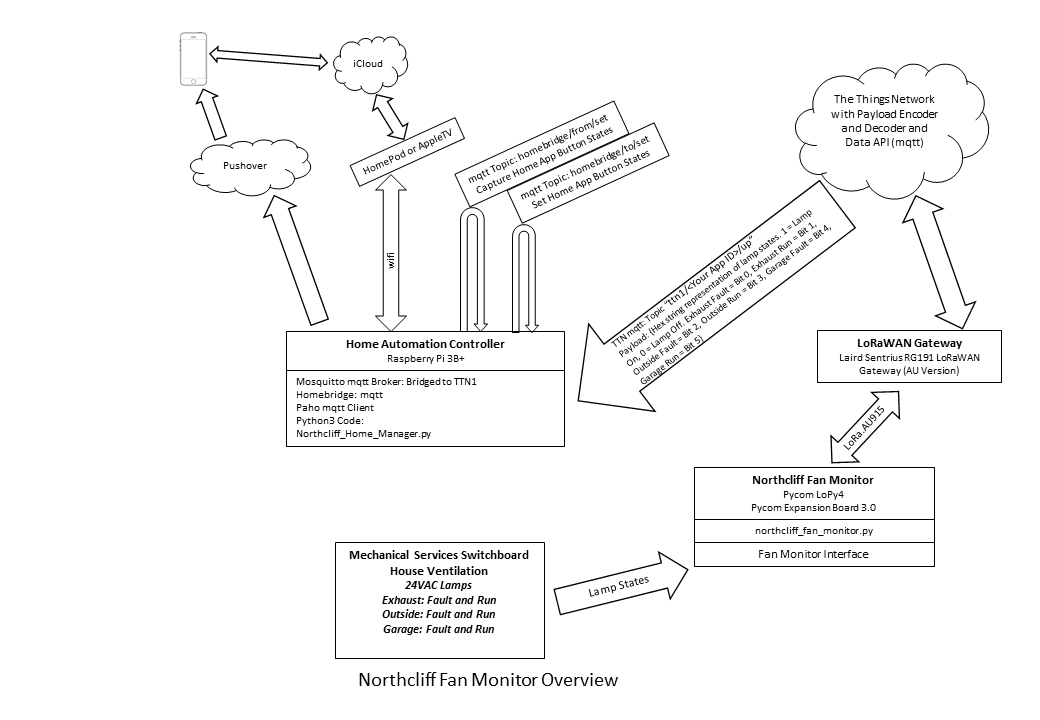 iCloud
Pushover
HomePod or AppleTV
mqtt Topic: homebridge/from/set
Capture Home App Button States
mqtt Topic: homebridge/to/set
Set Home App Button States
The Things Network
with Payload Encoder
and Decoder and
Data API (mqtt)
wifi
TTN mqtt: Topic "ttn1/<Your App ID>/up"
Payload: (Hex string representation of lamp states. 1 = Lamp
On, 0 = Lamp Off. Exhaust Fault = Bit 0, Exhaust Run = Bit 1,
Outside Fault = Bit 2, Outside Run = Bit 3, Garage Fault = Bit 4,
Garage Run = Bit 5)
Home Automation Controller
Raspberry Pi 3B+
Mosquitto mqtt Broker: Bridged to TTN1
Homebridge: mqtt
Paho mqtt Client
Python3 Code:
Northcliff_Home_Manager.py
LoRaWAN Gateway
Laird Sentrius RG191 LoRaWAN
Gateway (AU Version)
LoRa.AU915
Northcliff Fan Monitor
Pycom LoPy4
Pycom Expansion Board 3.0
northcliff_fan_monitor.py
Fan Monitor Interface
Mechanical Services Switchboard
House Ventilation
24VAC Lamps
Exhaust: Fault and Run
Outside: Fault and Run
Garage: Fault and Run
Lamp States
Northcliff Fan Monitor Overview